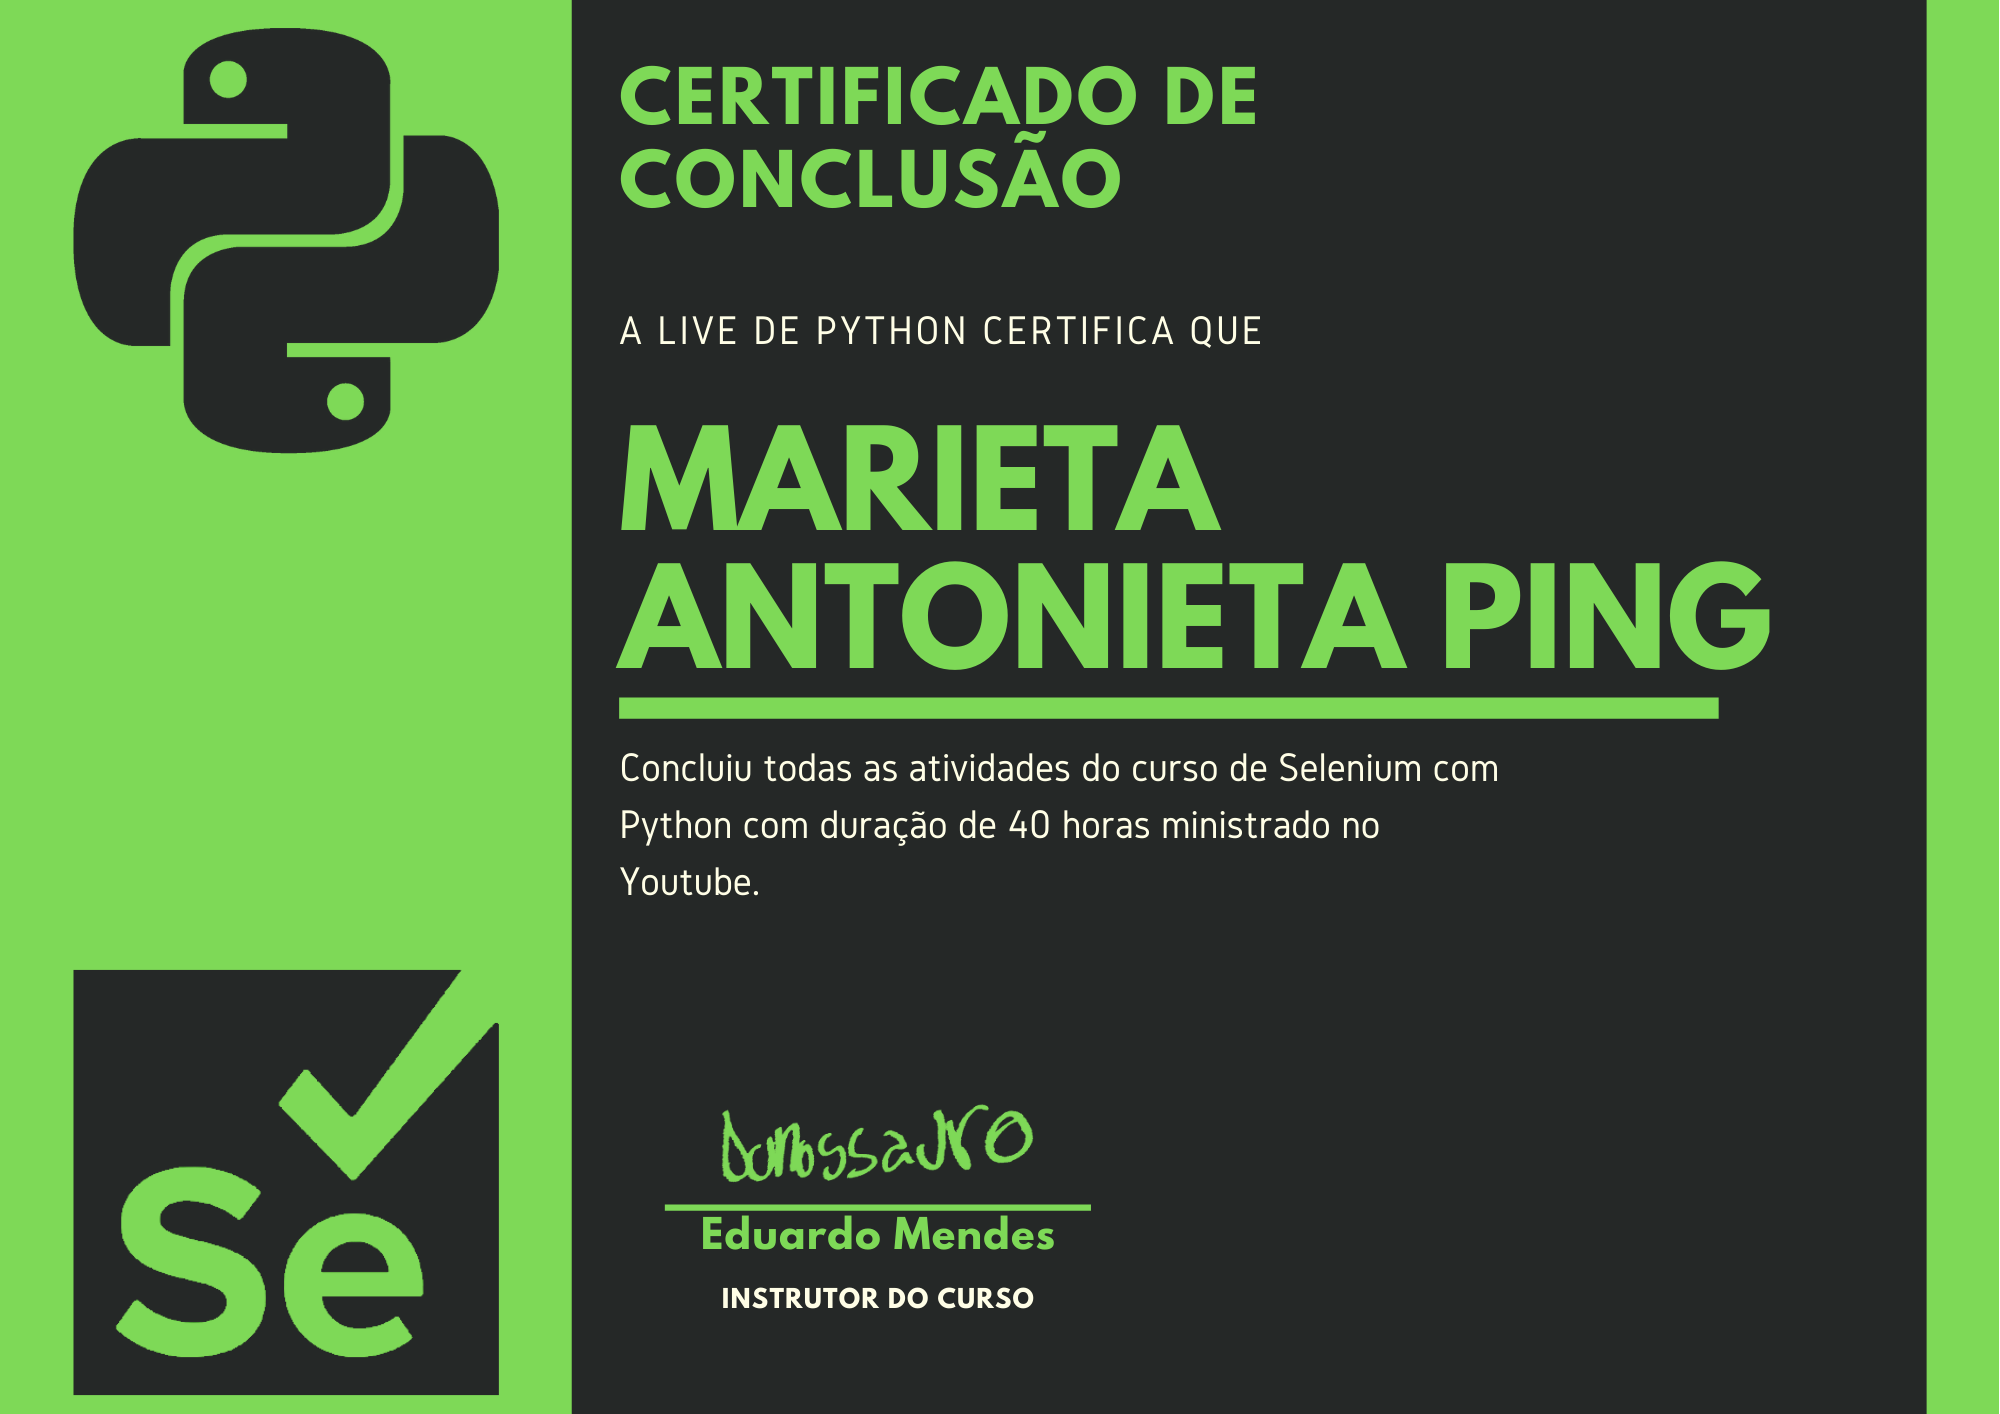 CERTIFICADO DE
CONCLUSÃO
A LIVE DE PYTHON CERTIFICA QUE
MARIETA
ANTONIETA PING
Concluiu todas as atividades do curso de Selenium com
Python com duração de 40 horas ministrado no
Youtube.
Se
Dunossauro
Eduardo Mendes
INSTRUTOR DO CURSO